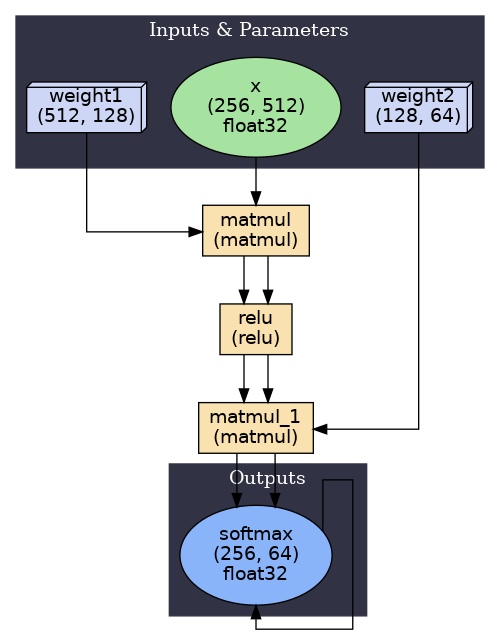 Inputs & Parameters
weight1
(512, 128)
x
(256, 512)
float32
weight2
(128, 64)
matmul
(matmul)
relu
(relu)
matmul_1
(matmul)
Outputs
softmax
(256, 64)
float32